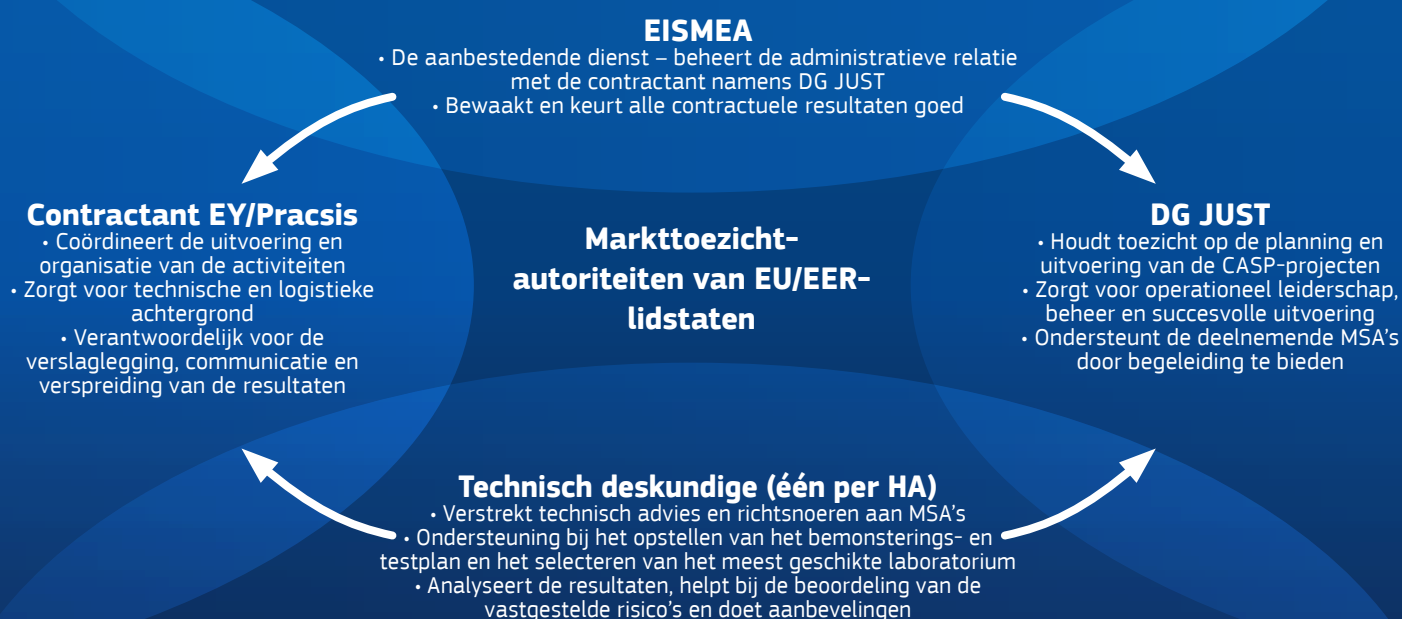 EISMEA
• De aanbestedende dienst – beheert de administratieve relatie
met de contractant namens DG JUST
• Bewaakt en keurt alle contractuele resultaten goed
Contractant EY/Pracsis
• Coördineert de uitvoering en
organisatie van de activiteiten
• Zorgt voor technische en logistieke
achtergrond
• Verantwoordelijk voor de
verslaglegging, communicatie en
verspreiding van de resultaten
Markttoezicht-
autoriteiten van EU/EER-
lidstaten
DG JUST
• Houdt toezicht op de planning en
uitvoering van de CASP-projecten
• Zorgt voor operationeel leiderschap,
beheer en succesvolle uitvoering
• Ondersteunt de deelnemende MSA’s
door begeleiding te bieden
Technisch deskundige (één per HA)
• Verstrekt technisch advies en richtsnoeren aan MSA’s
• Ondersteuning bij het opstellen van het bemonsterings- en
testplan en het selecteren van het meest geschikte laboratorium
• Analyseert de resultaten, helpt bij de beoordeling van de
vastgestelde risico’s en doet aanbevelingen